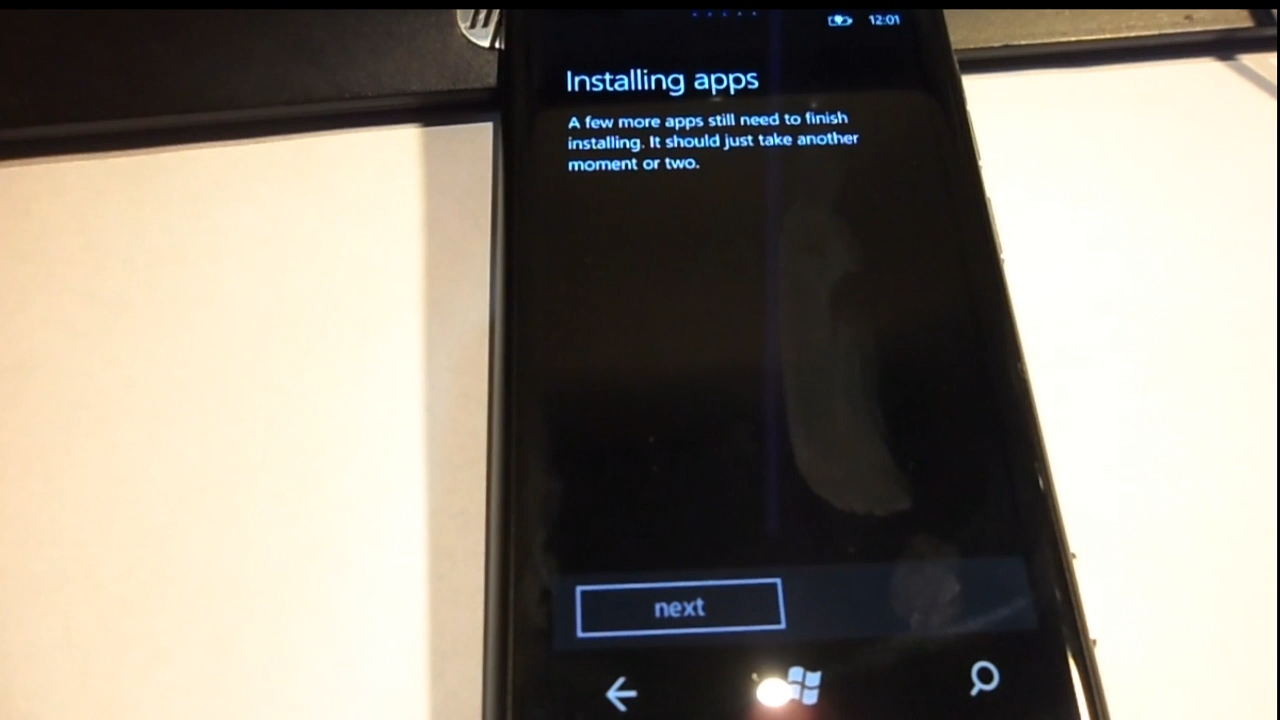 12:01
Installing apps
A few more apps still need to finish
installing. It should just take another
moment or two.
next